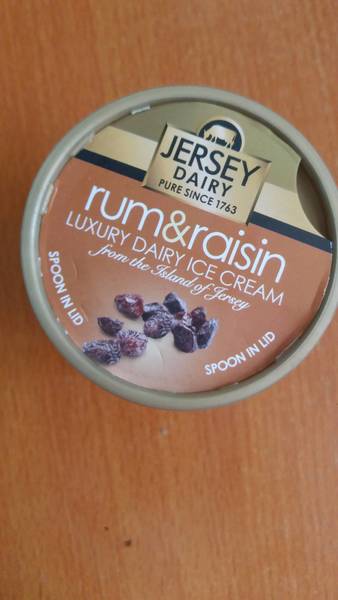 JERSEY
DAIRY
PURE SINCE 1763
rum&raisin
LUXURY DAIRY ICE CREAM
from the Island of Jersey
SPOON IN LID
SPOON IN LID